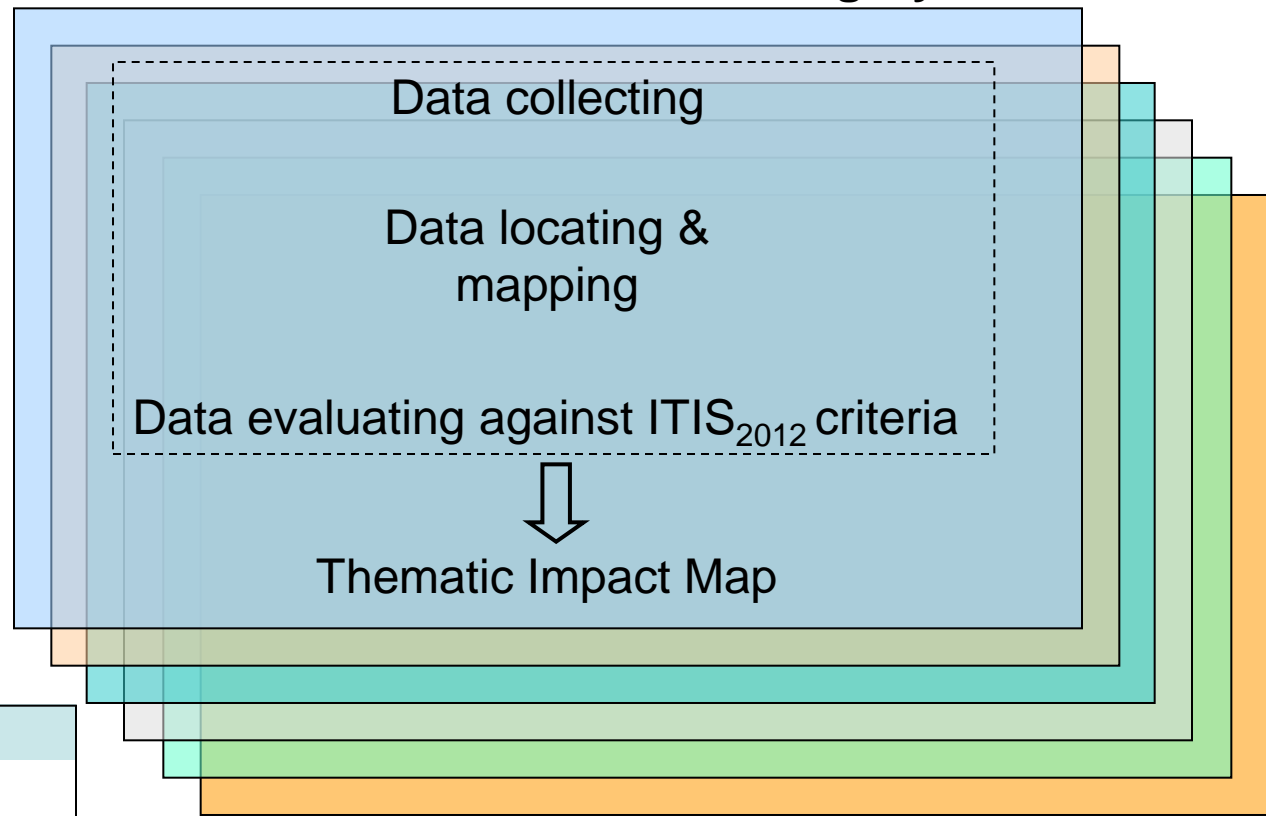 Data collecting
Data locating &
mapping
Data evaluating against ITIS₂₀₁₂ criteria
Thematic Impact Map